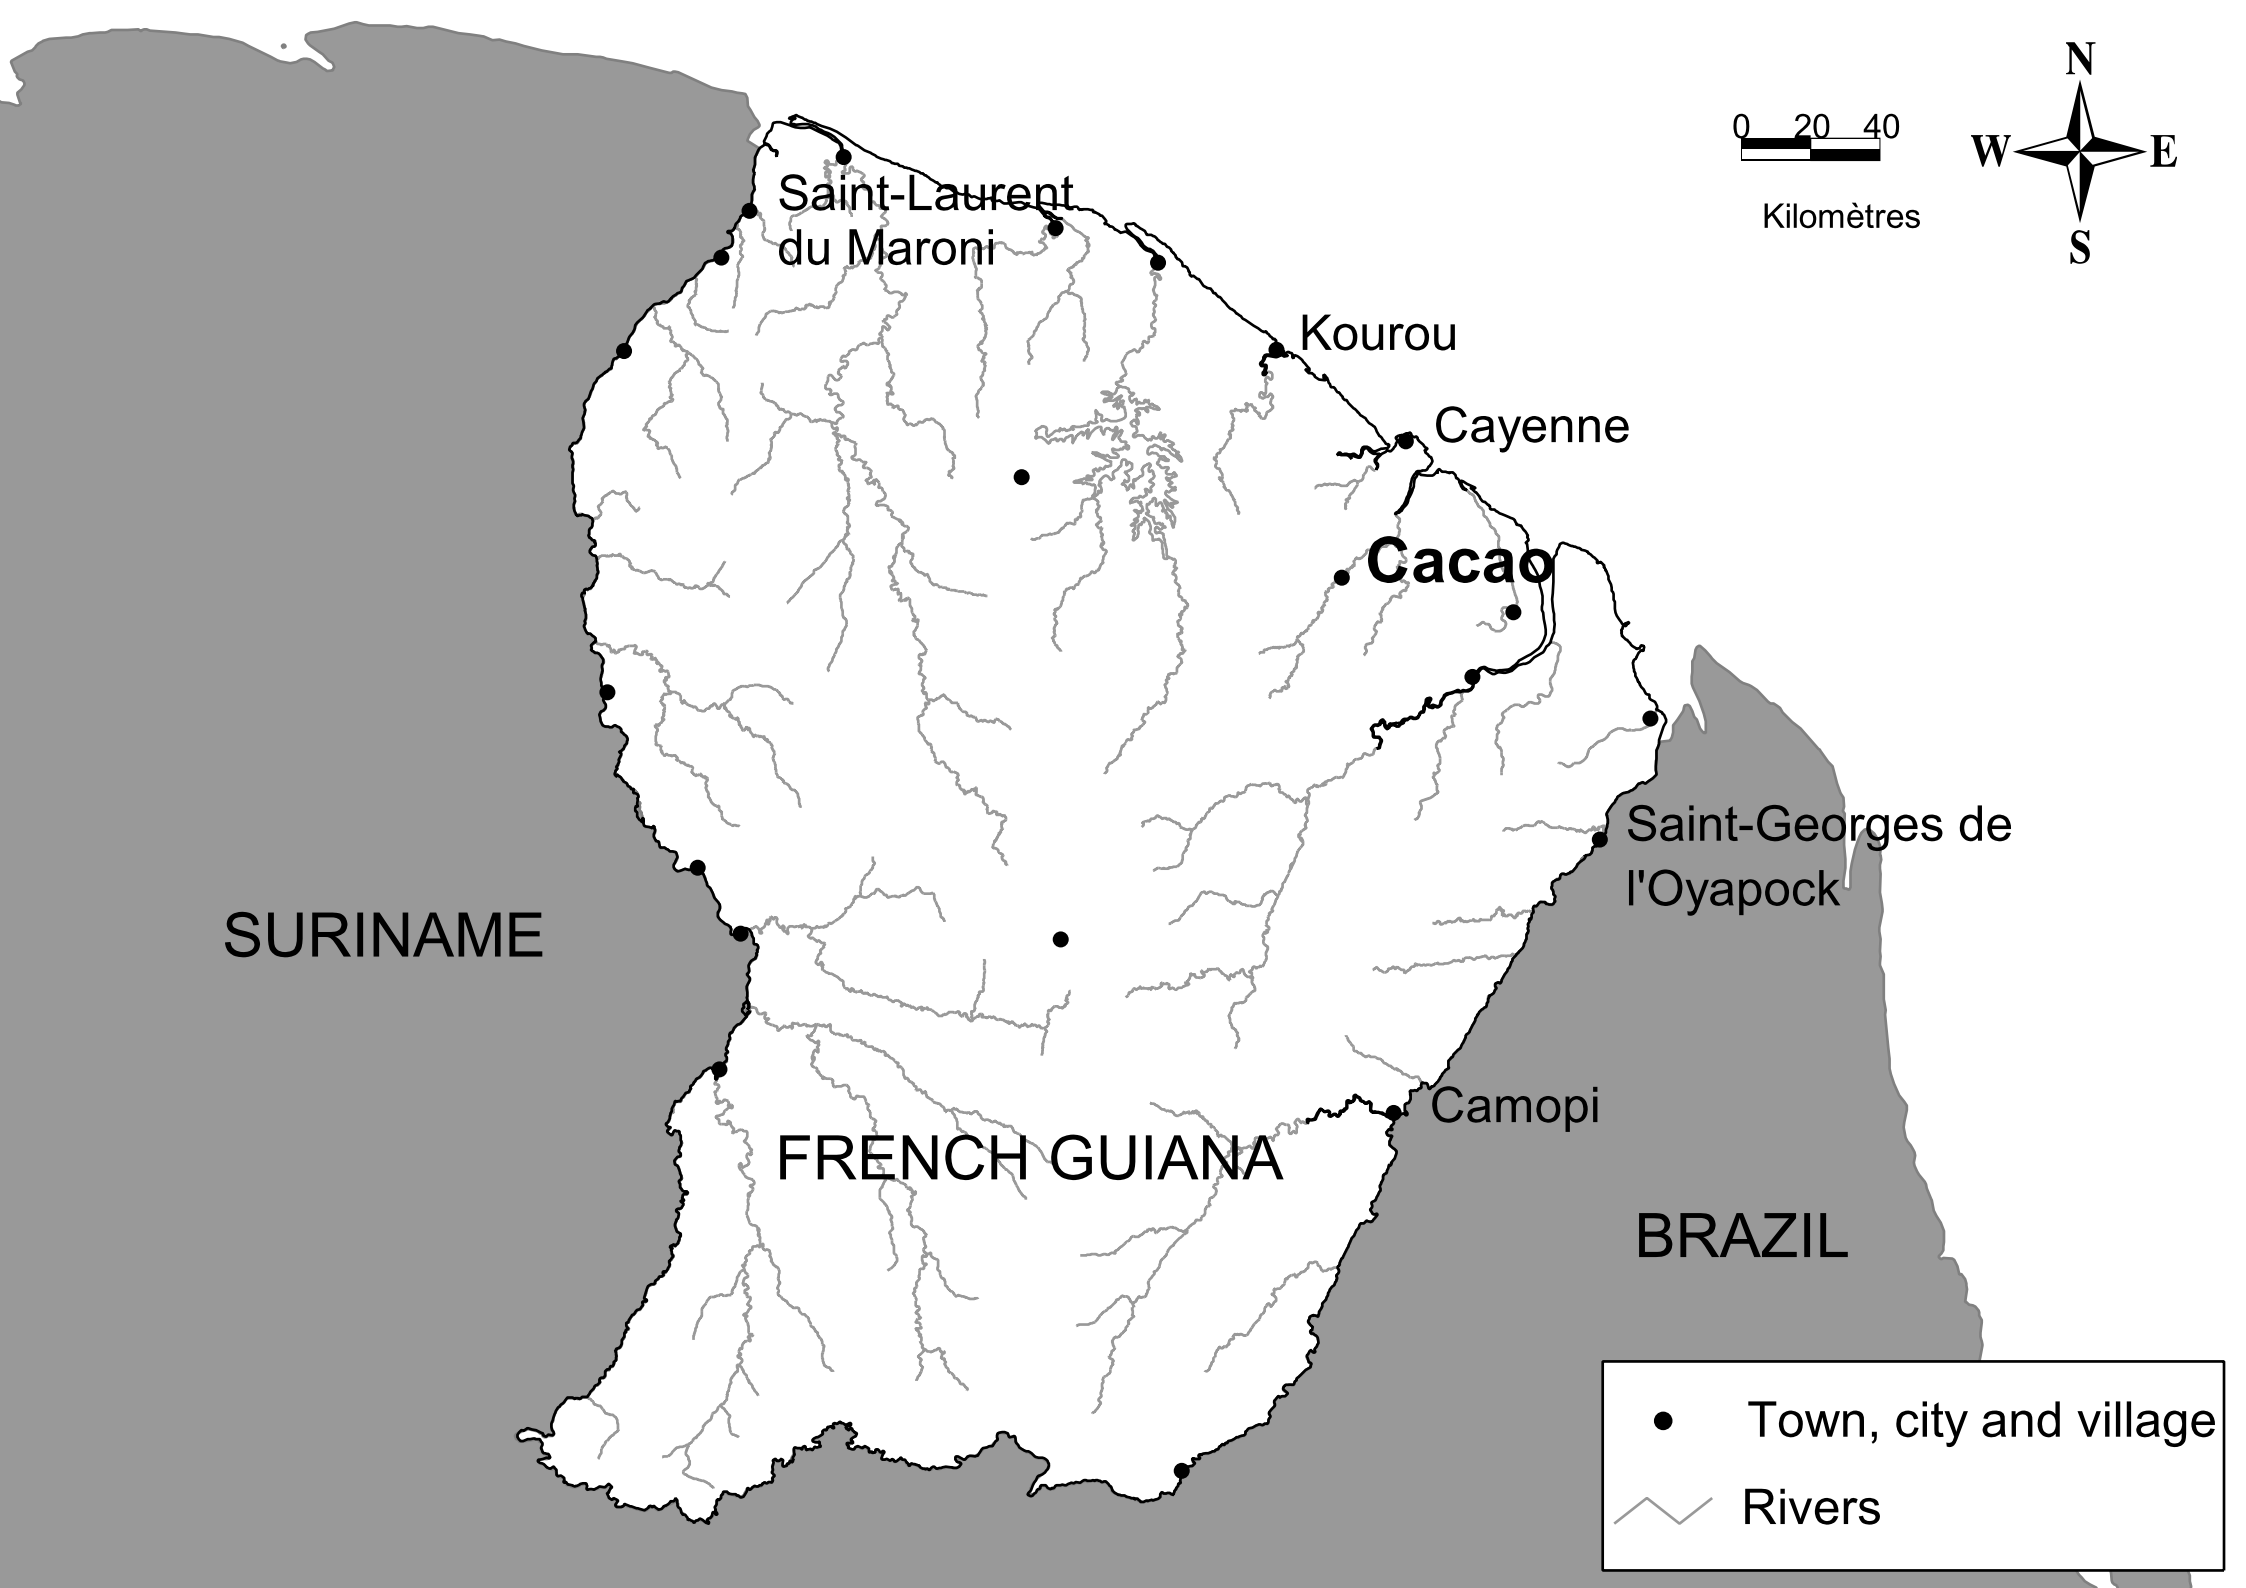 N
0 20 40
W E
Kilomètres
S
Saint-Laurent
du Maroni
Kourou
Cayenne
Cacao
Saint-Georges de
l'Oyapock
SURINAME
Camopi
FRENCH GUIANA
BRAZIL
Town, city and village
Rivers